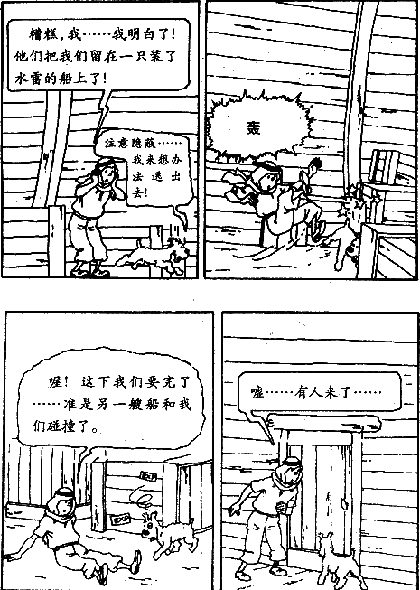 糟糕，我……我明白了！
他们把我们留在一只装了
水雷的船上了！
注意隐蔽……
我来想办
法逃出
去！
轰
喔！这下我们要完了
……准是另一艘船和我
们碰撞了。
嘘……有人来了……